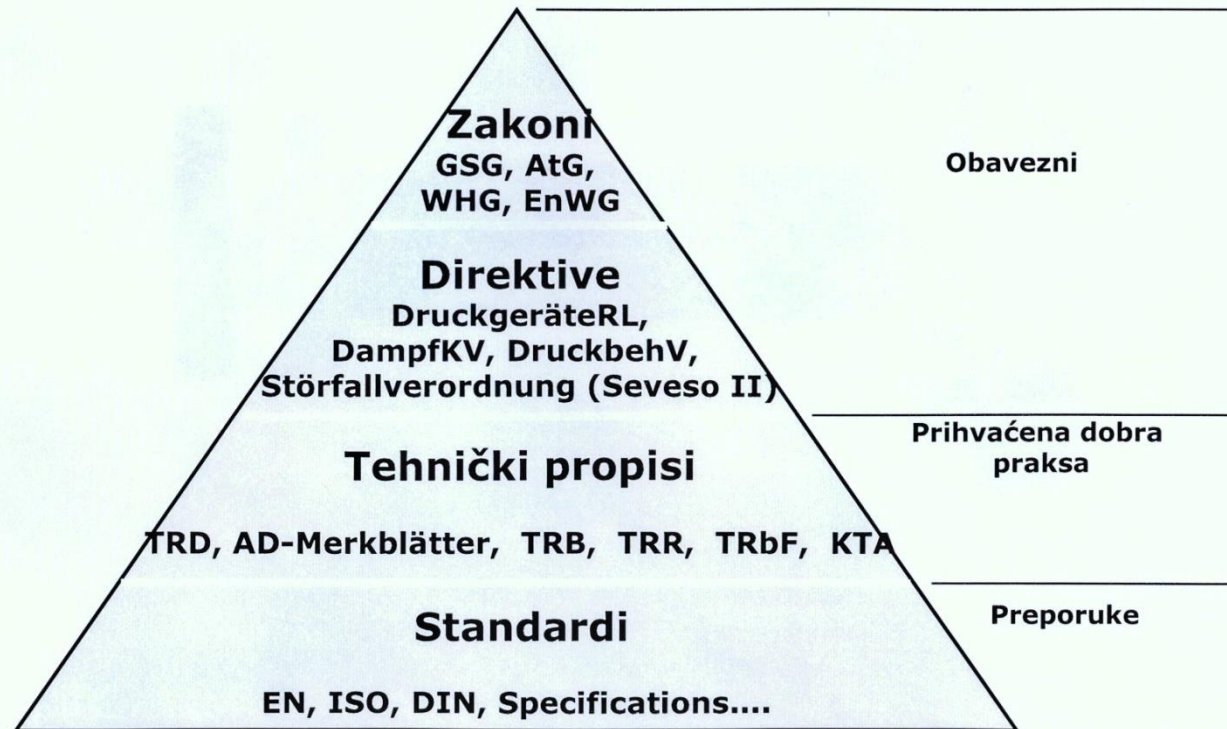 Zakoni
GSG, AtG,
WHG, EnWG
Obavezni
Direktive
DruckgeräteRL,
DampfKV, DruckbehV,
Störfallverordnung (Seveso II)
Prihvaćena dobra
praksa
Tehnički propisi
TRD, AD-Merkblätter, TRB, TRR, TRbF, KTA
Preporuke
Standardi
EN, ISO, DIN, Specifications....